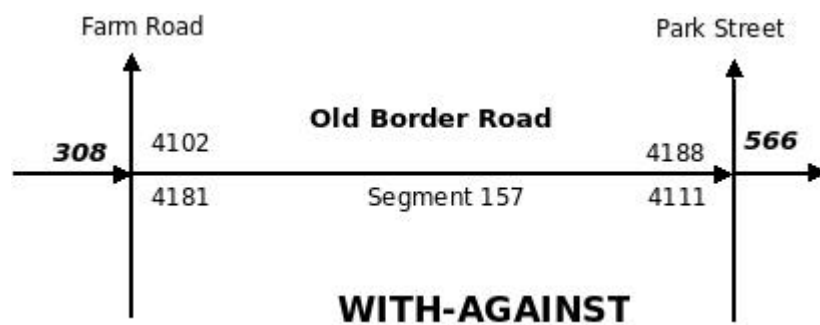 Farm Road
Park Street
Old Border Road
308
4102
4188
566
4181
Segment 157
4111
WITH-AGAINST